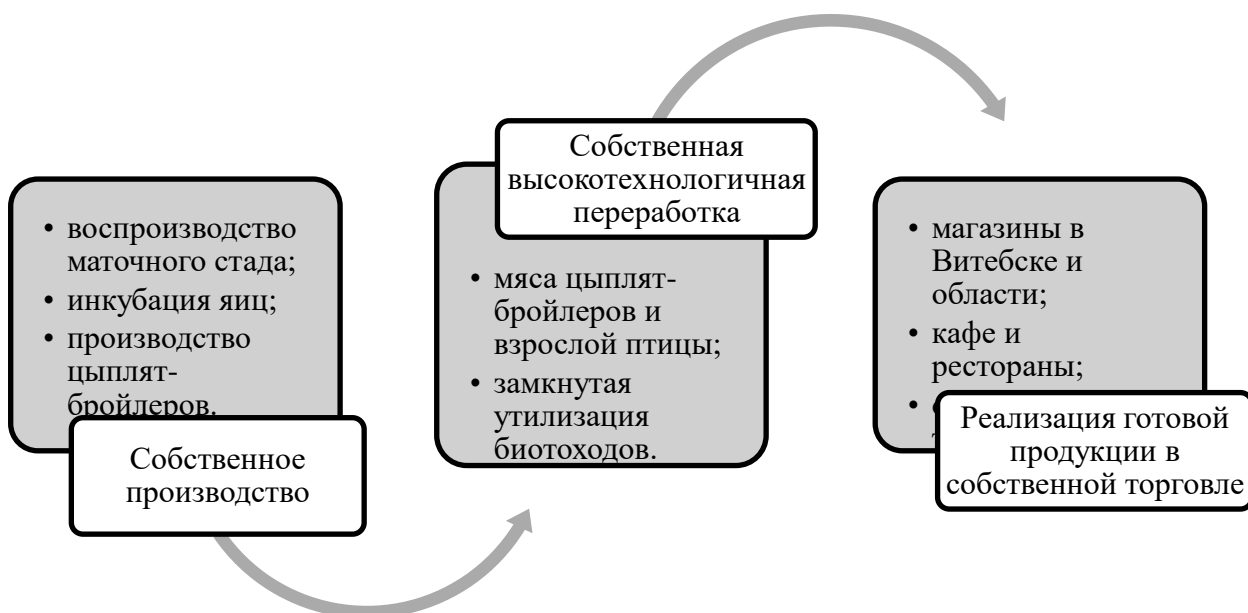 • воспроизводство
маточного стада;
• инкубация яиц;
• производство
цыплят-
бройлеров.
Собственное
производство
Собственная
высокотехнологичная
переработка
• мяса цыплят-
бройлеров и
взрослой птицы;
• замкнутая
утилизация
биотоходов.
• магазины в
Витебске и
области;
• кафе и
рестораны;
Реализация готовой
продукции в
собственной торговле